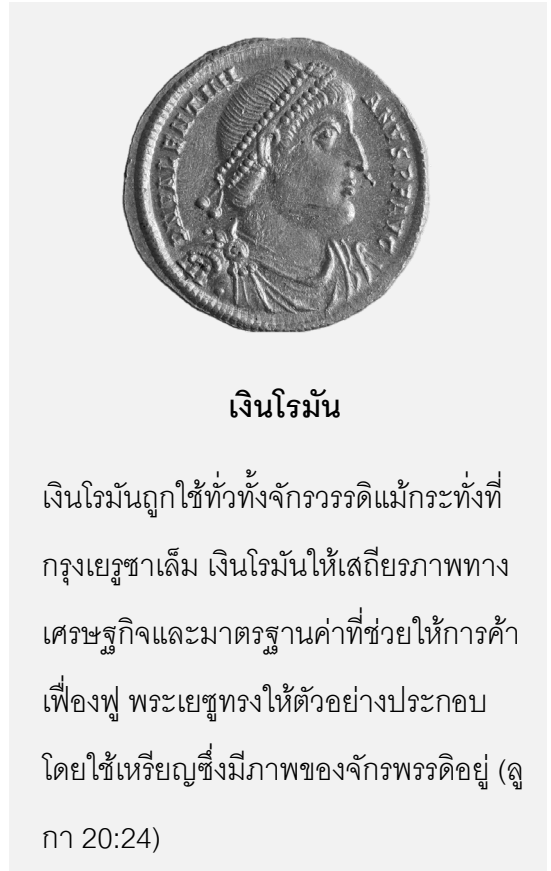 DNVALENTINI
ANVSPFAVG
เงินโรมัน
เงินโรมันถูกใช้ทั่วทั้งจักรวรรดิแม้กระทั่งที่
กรุงเยรูซาเล็ม เงินโรมันให้เสถียรภาพทาง
เศรษฐกิจและมาตรฐานค่าที่ช่วยให้การค้า
เฟื่องฟู พระเยซูทรงให้ตัวอย่างประกอบ
โดยใช้เหรียญซึ่งมีภาพของจักรพรรดิอยู่ (ลู
กา 20:24)